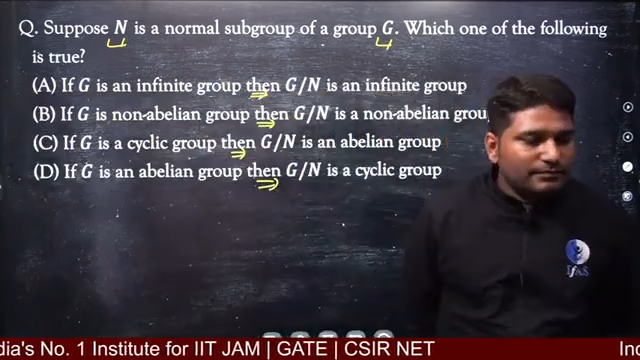 Q. Suppose N is a normal subgroup of a group G. Which one of the following
is true?
(A) If G is an infinite group then G/N is an infinite group
(B) If G is non-abelian group then G/N is a non-abelian grou
(C) If G is a cyclic group then G/N is an abelian group
(D) If G is an abelian group then G/N is a cyclic group
IFAS
dia's No. 1 Institute for IIT JAM | GATE | CSIR NET
Inc